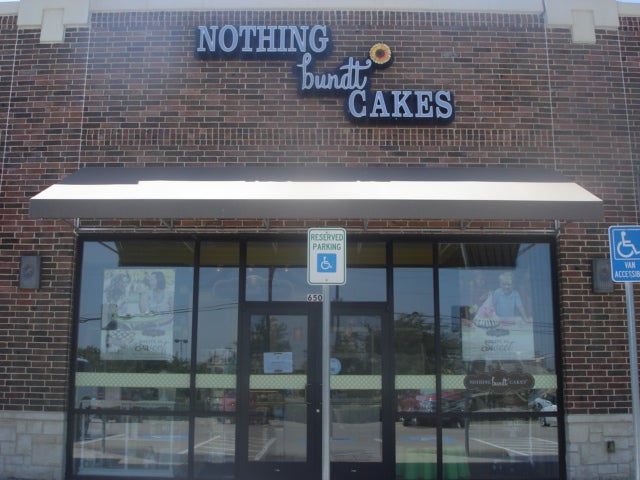 NOTHING
bundt
CAKES
RESERVED
PARKING
650
VAN
ACCESSIBLE
NOTHING bundt CAKES